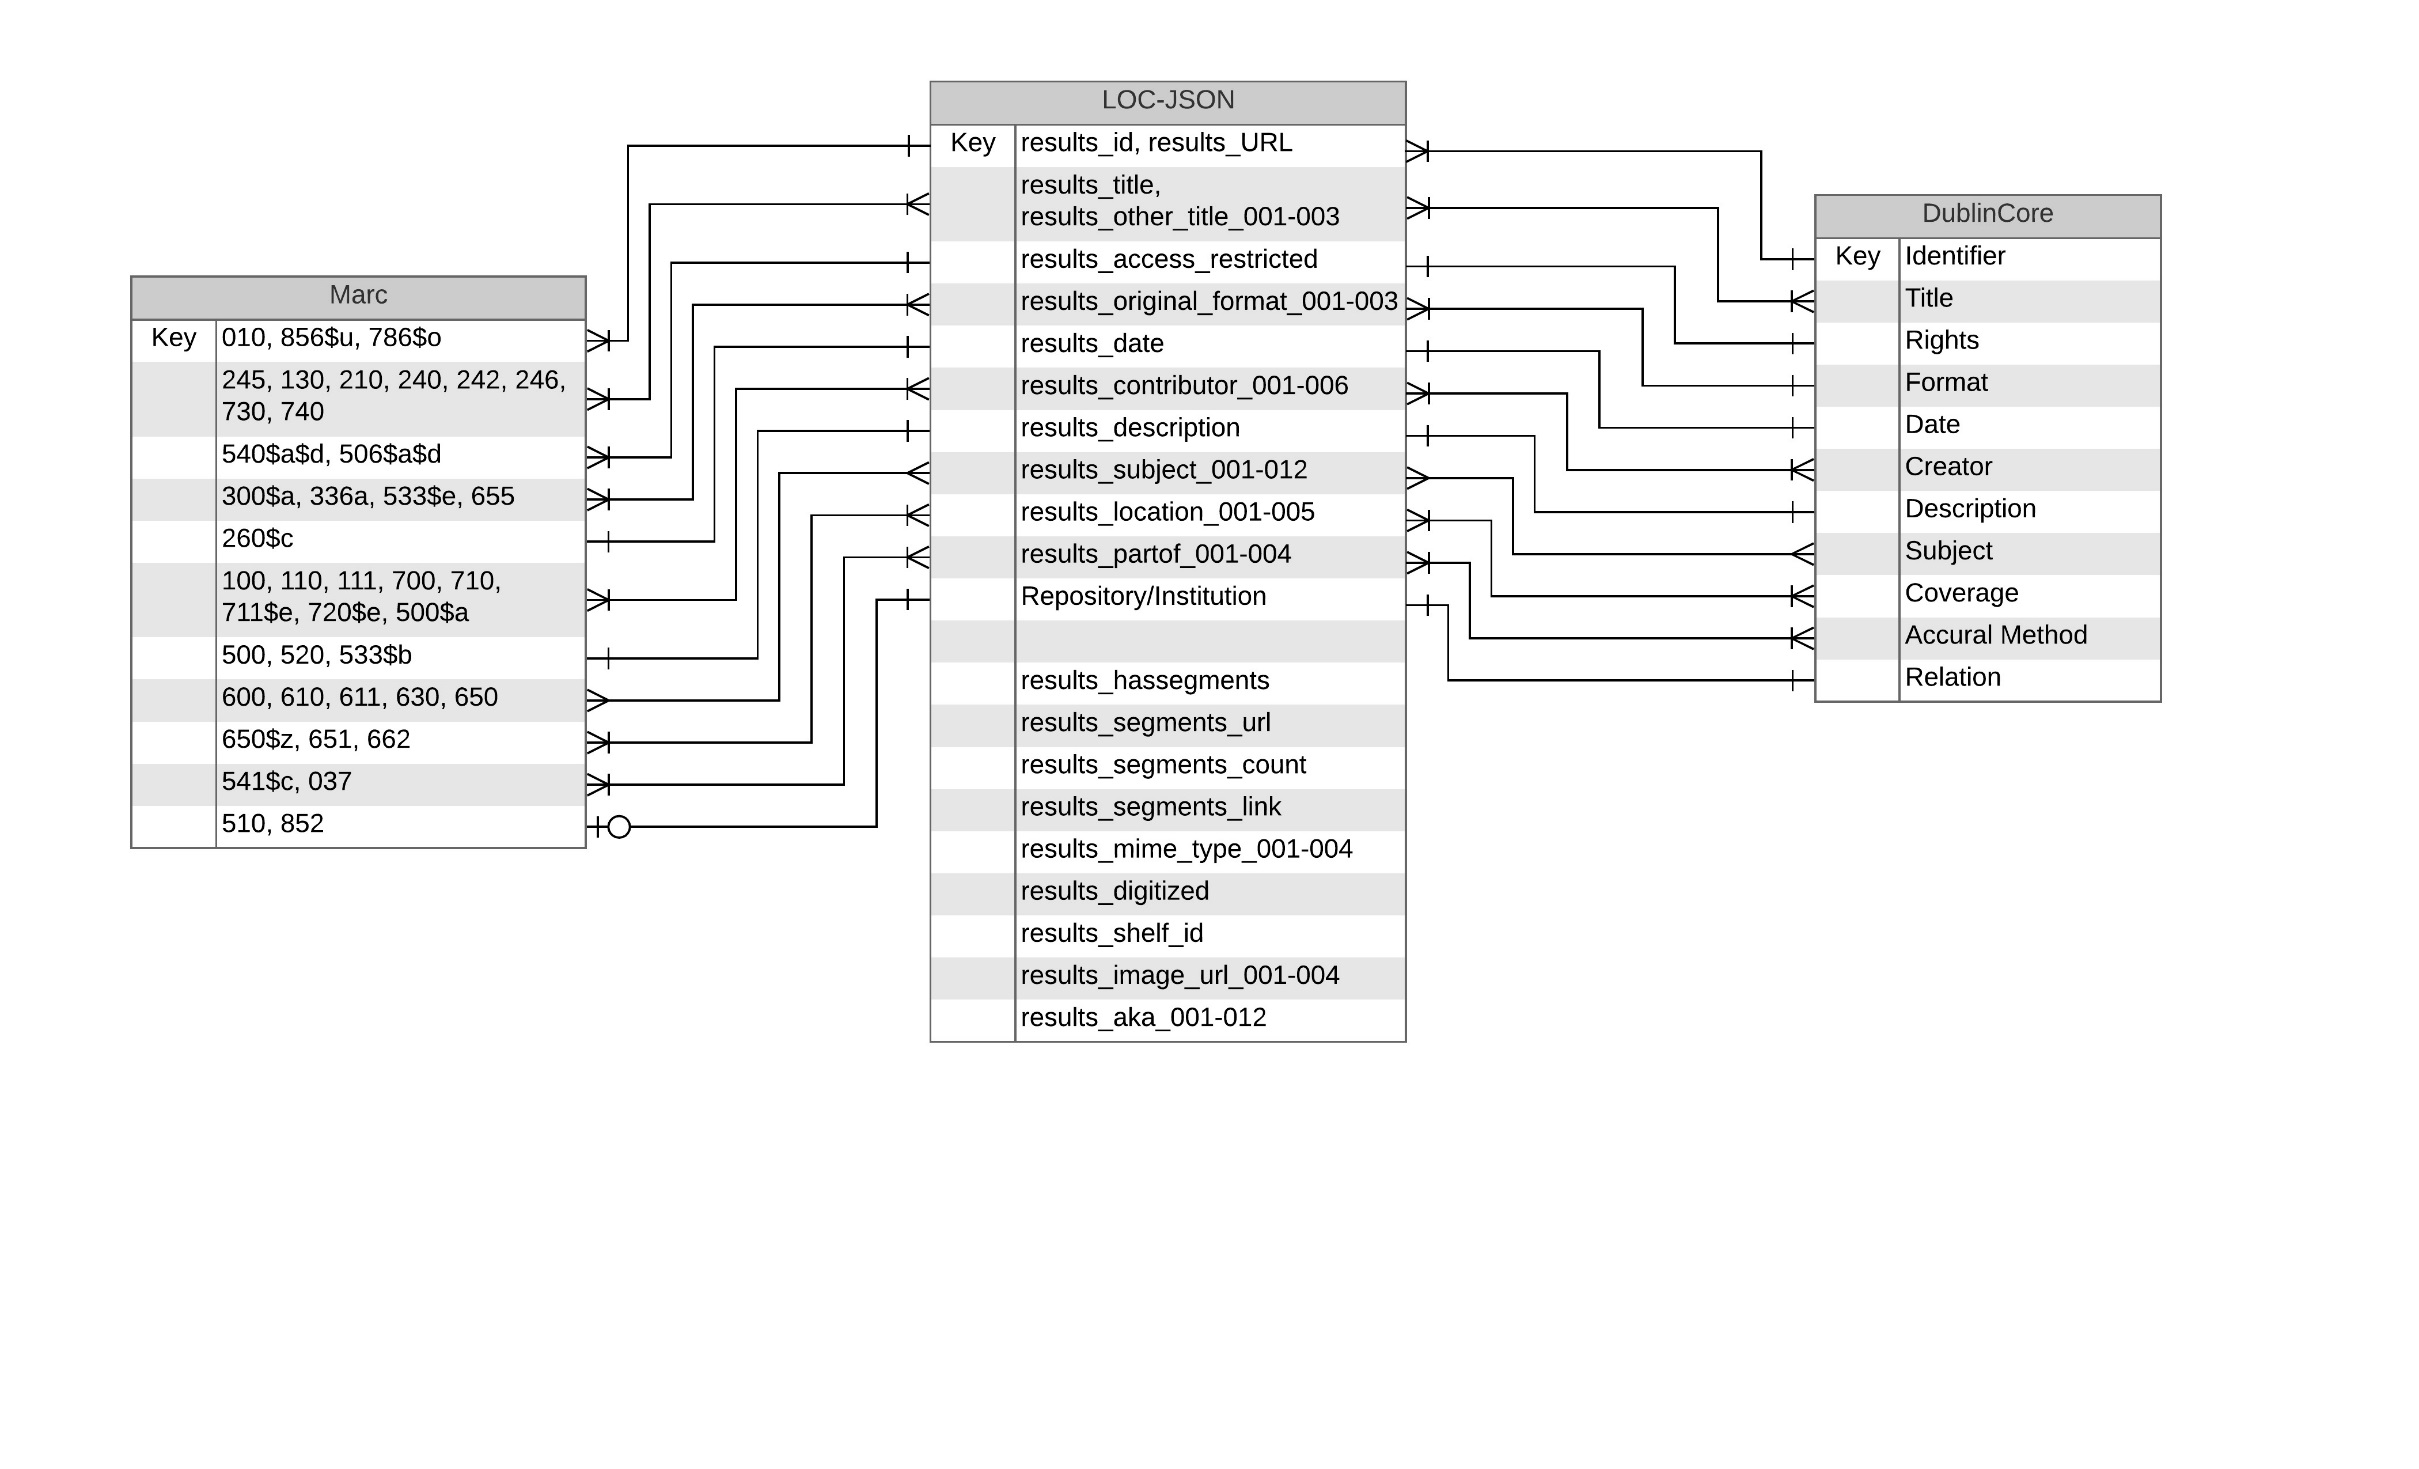 LOC-JSON
Key results_id, results_URL
results_title,
results_other_title_001-003
results_access_restricted
results_original_format_001-003
results_date
results_contributor_001-006
results_description
results_subject_001-012
results_location_001-005
results_partof_001-004
Repository/Institution
results_hassegments
results_segments_url
results_segments_count
results_segments_link
results_mime_type_001-004
results_digitized
results_shelf_id
results_image_url_001-004
results_aka_001-012
Marc
Key 010, 856$u, 786$o
245, 130, 210, 240, 242, 246,
730, 740
540$a$d, 506$a$d
300$a, 336a, 533$e, 655
260$c
100, 110, 111, 700, 710,
711$e, 720$e, 500$a
500, 520, 533$b
600, 610, 611, 630, 650
650$z, 651, 662
541$c, 037
510, 852
DublinCore
Key Identifier
Title
Rights
Format
Date
Creator
Description
Subject
Coverage
Accural Method
Relation